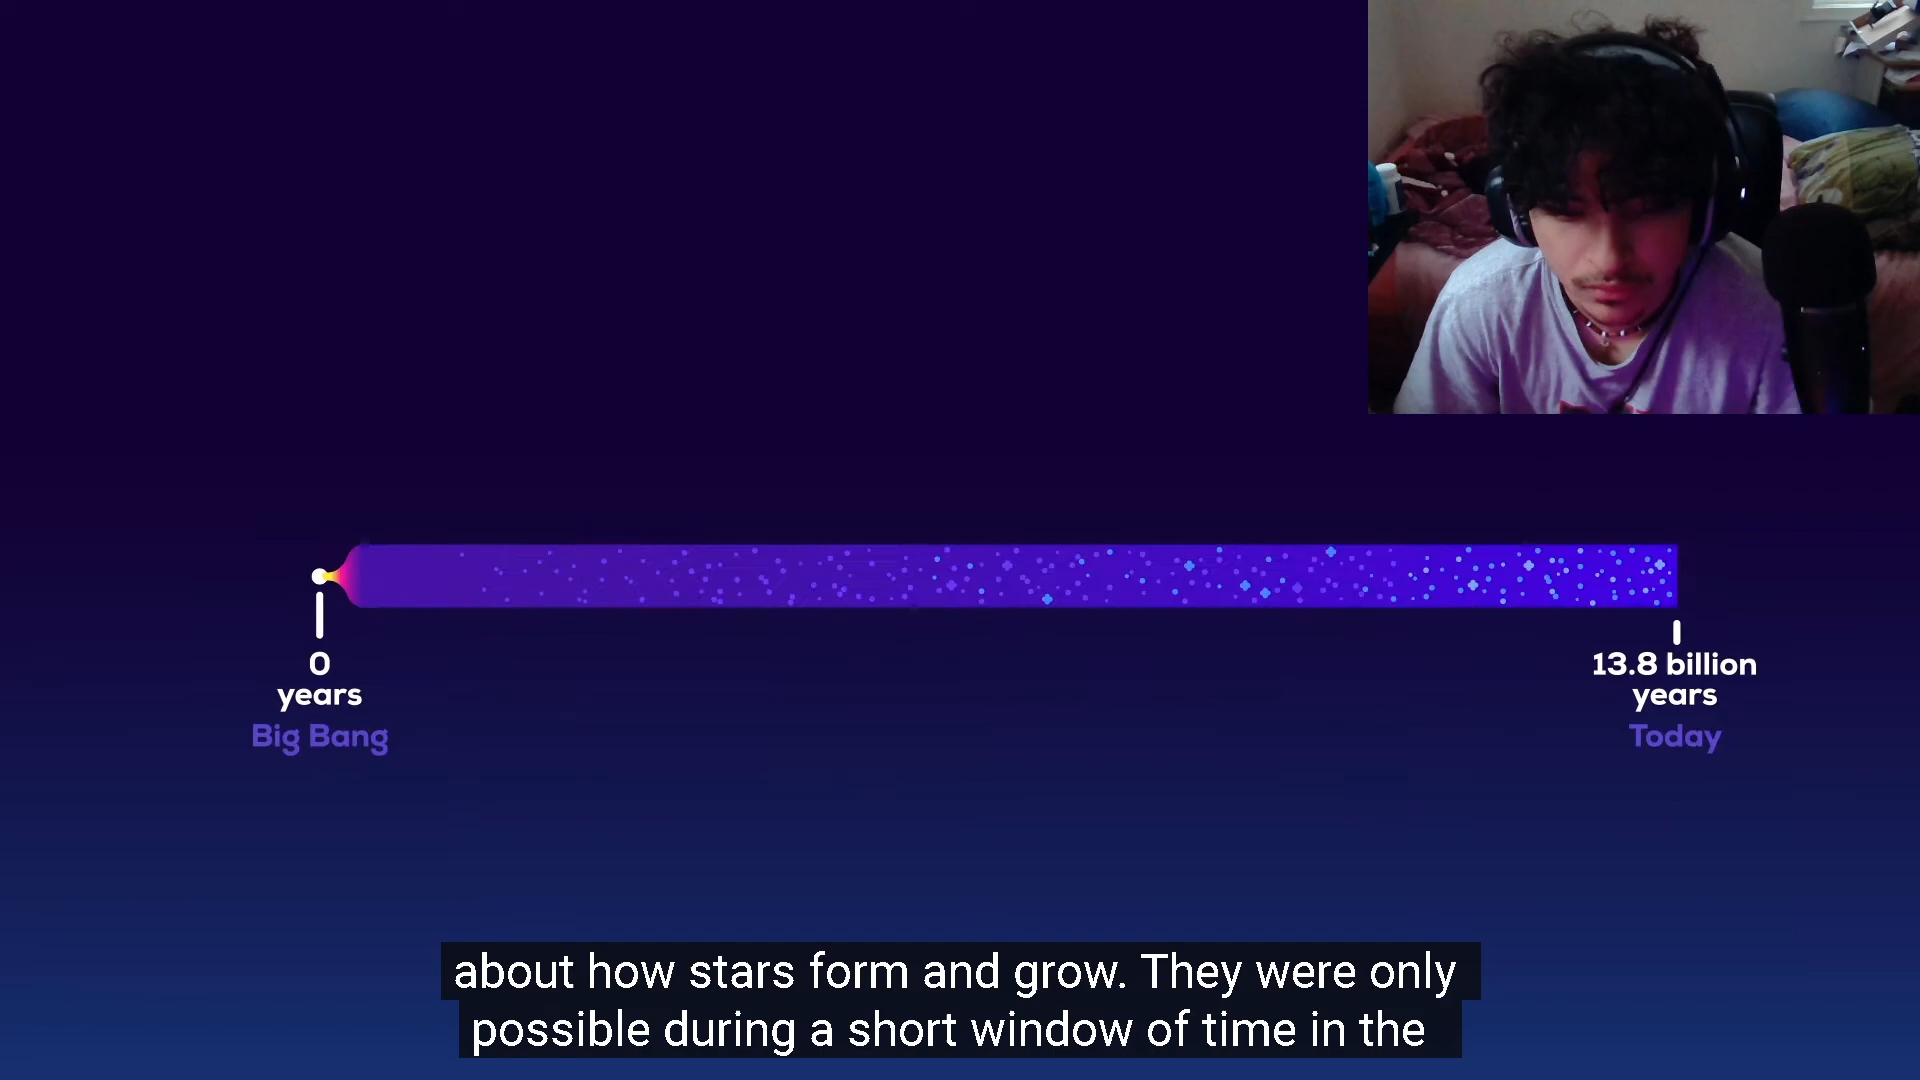 0
years
Big Bang
13.8 billion
years
Today
about how stars form and grow. They were only
possible during a short window of time in the